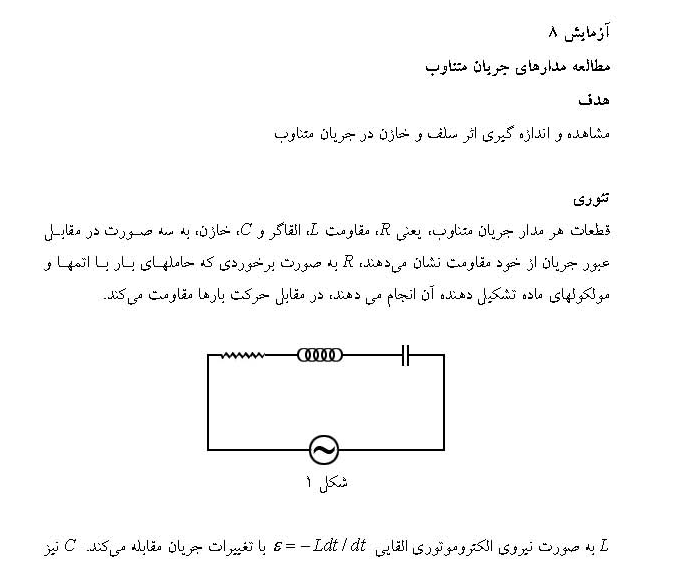 آزمایش ۸
مطالعه مدارهای جریان متناوب
هدف
مشاهده و اندازه گیری اثر سلف و خازن در جریان متناوب
تئوری
قطعات هر مدار جریان متناوب، یعنی R، مقاومت L، القاگر و C، خازن، به سه صورت در مقابل
عبور جریان از خود مقاومت نشان می‌دهند، R به صورت برخوردی که حاملهای بار با اتمها و
مولکولهای ماده تشکیل دهنده آن انجام می دهند، در مقابل حرکت بارها مقاومت می‌کند.
شکل ۱
L به صورت نیروی الکتروموتوری القایی ε = −Ldt / dt با تغییرات جریان مقابله می‌کند. C نیز